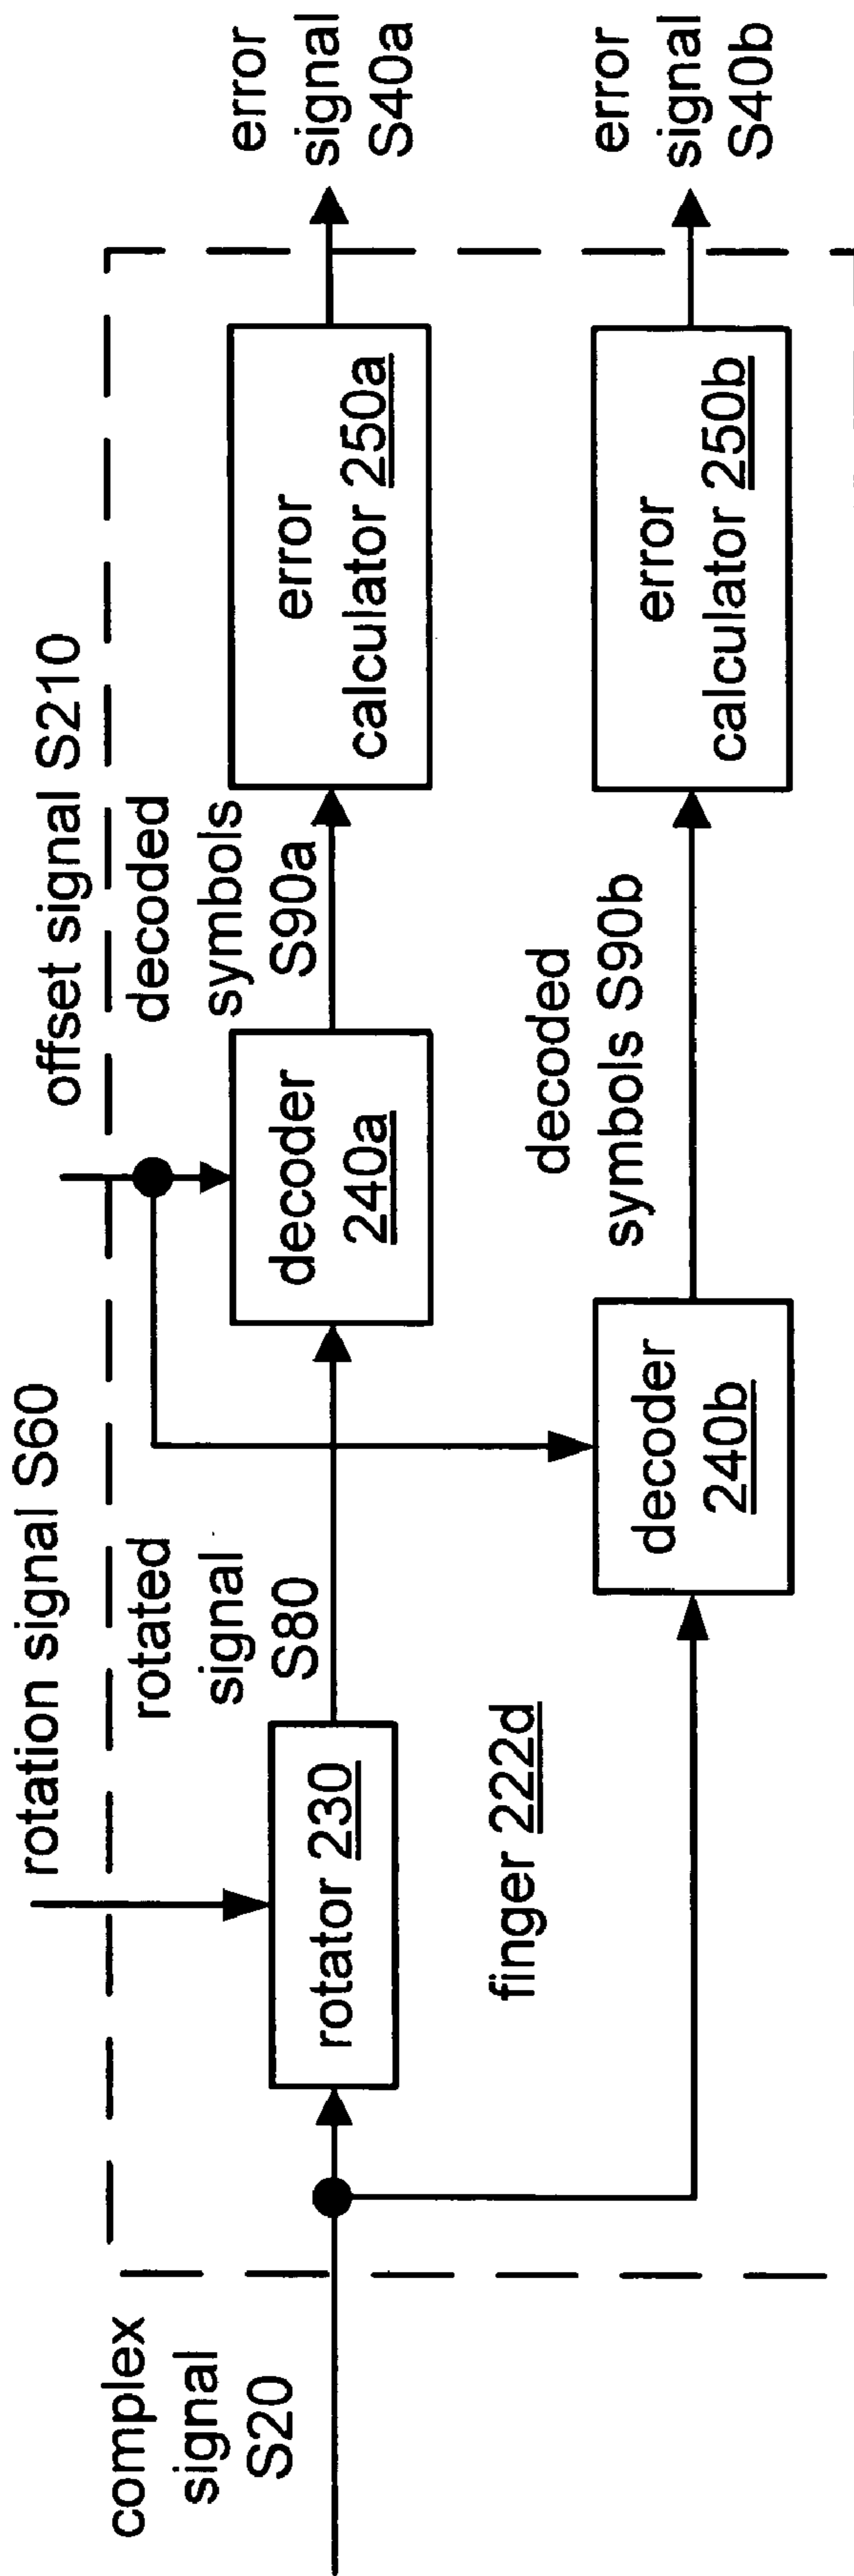 complex
signal
S20
rotation signal S60
rotated
signal
S80
rotator 230
finger 222d
offset signal S210
decoder
240a
decoder
240b
decoded
symbols
S90a
decoded
symbols S90b
error
calculator 250a
error
calculator 250b
error
signal
S40a
error
signal
S40b